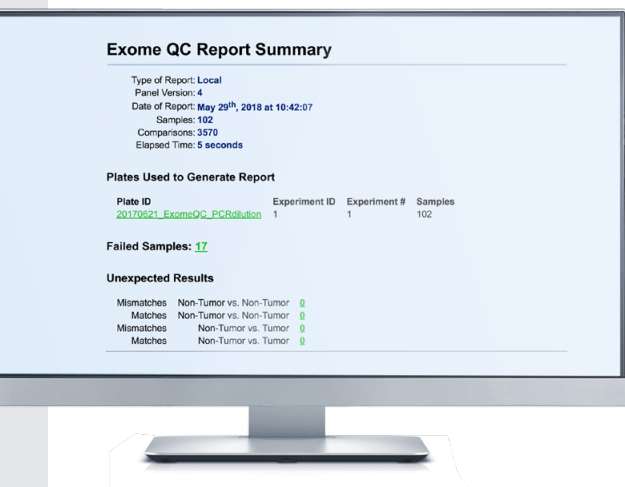 Exome QC Report Summary
Type of Report: Local
Panel Version: 4
Date of Report: May 29th, 2018 at 10:42:07
Samples: 102
Comparisons: 3570
Elapsed Time: 5 seconds
Plates Used to Generate Report
Plate ID Experiment ID Experiment # Samples
20170621_ExomeQC_PCRdilution 1 1 102
Failed Samples: 17
Unexpected Results
Mismatches Non-Tumor vs. Non-Tumor 0
Matches Non-Tumor vs. Non-Tumor 0
Mismatches Non-Tumor vs. Tumor 0
Matches Non-Tumor vs. Tumor 0